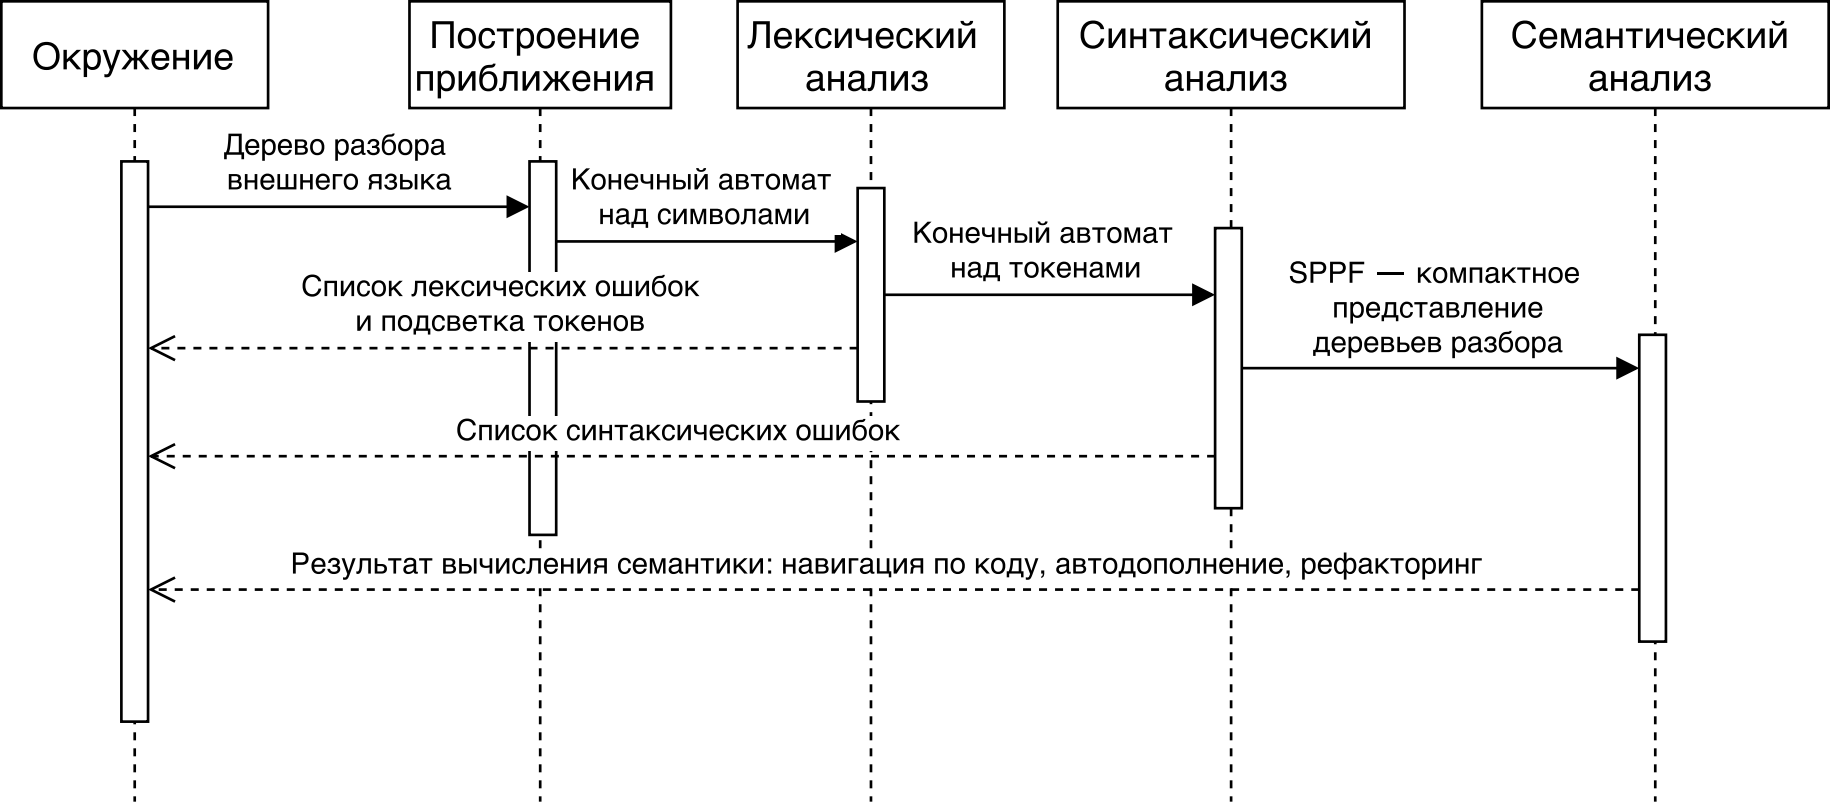 Окружение
Построение
приближения
Лексический
анализ
Синтаксический
анализ
Семантический
анализ
Дерево разбора
внешнего языка
Конечный автомат
над символами
Конечный автомат
над токенами
SPPF — компактное
представление
деревьев разбора
Список лексических ошибок
и подсветка токенов
Список синтаксических ошибок
Результат вычисления семантики: навигация по коду, автодополнение, рефакторинг